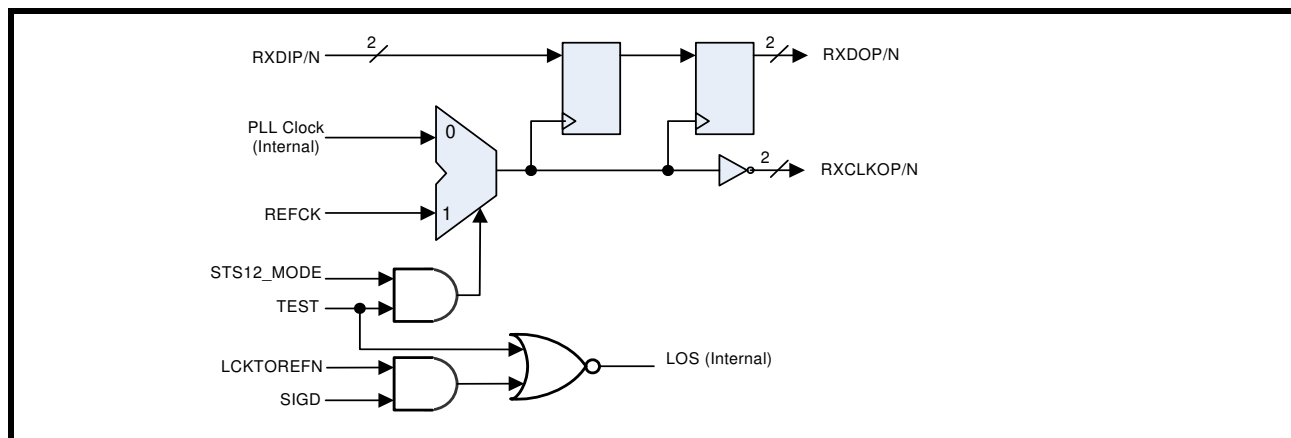 RXDIP/N
2
2
RXDOP/N
PLL Clock
(Internal)
0
2
RXCLKOP/N
REFCK
1
STS12_MODE
TEST
LCKTOREFN
LOS (Internal)
SIGD